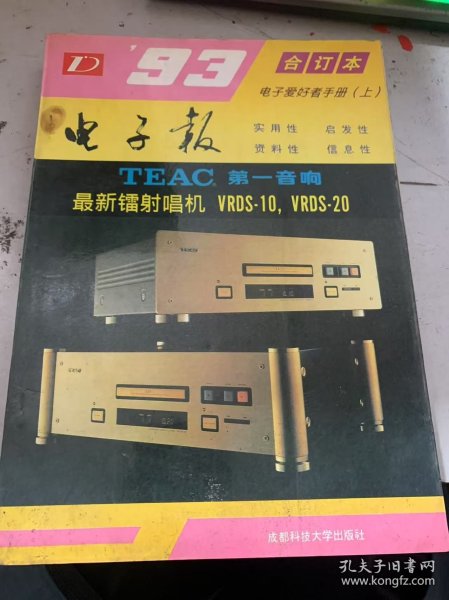 '93
合订本
电子爱好者手册(上)
电子报
实用性 启发性
资料性 信息性
TEAC 第一音响
最新镭射唱机 VRDS-10, VRDS-20
TEAC
TEAC
成都科技大学出版社
孔夫子旧书网
www.kongfz.com